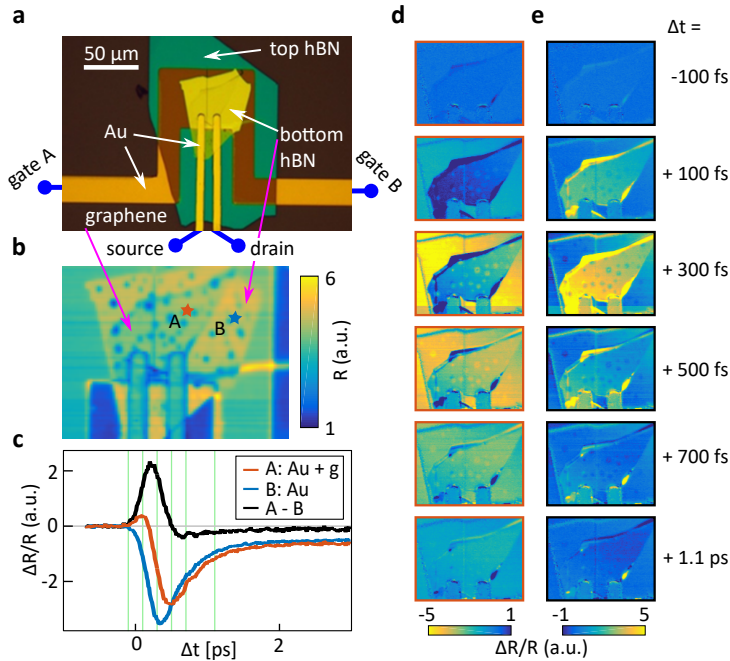 a
50 µm
top hBN
Au
bottom
hBN
gate A
gate B
graphene
source
drain
b
A
B
6
R (a.u.)
1
c
2
0
-2
ΔR/R (a.u.)
A: Au + g
B: Au
A - B
0
2
Δt [ps]
d
e
Δt =
-100 fs
+ 100 fs
+ 300 fs
+ 500 fs
+ 700 fs
+ 1.1 ps
-5
1
-1
5
ΔR/R (a.u.)